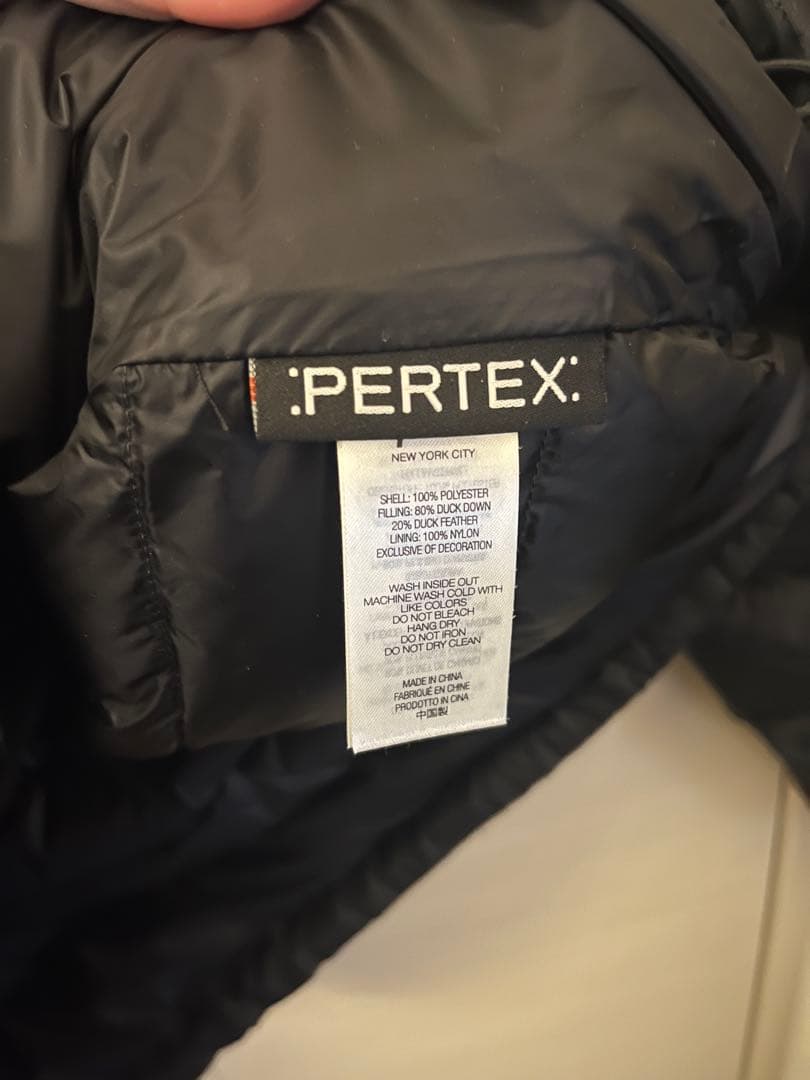 :PERTEX:
NEW YORK CITY
SHELL: 100% POLYESTER
FILLING: 80% DUCK DOWN
20% DUCK FEATHER
LINING: 100% NYLON
EXCLUSIVE OF DECORATION
WASH INSIDE OUT
MACHINE WASH COLD WITH
LIKE COLORS
DO NOT BLEACH
HANG DRY
DO NOT IRON
DO NOT DRY CLEAN
MADE IN CHINA
FABRIQUÉ EN CHINE
PRODOTTO IN CINA
中国製